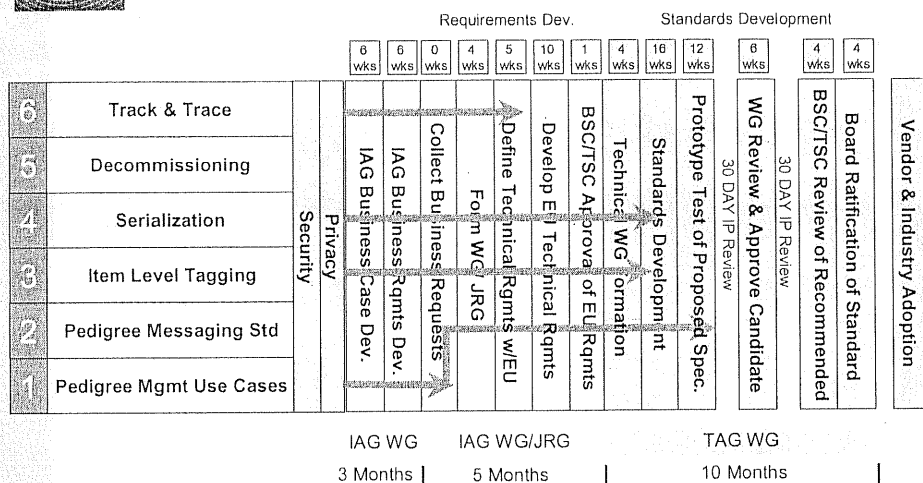 Requirements Dev.
Standards Development
6 wks
6 wks
0 wks
4 wks
5 wks
10 wks
1 wks
4 wks
16 wks
12 wks
6 wks
4 wks
4 wks
6 Track & Trace
5 Decommissioning
4 Serialization
3 Item Level Tagging
2 Pedigree Messaging Std
1 Pedigree Mgmt Use Cases
Security
Privacy
IAG Business Case Dev.
IAG Business Rqmts Dev.
Collect Business Requests
Form WG/ JRG
Define Technical Rqmts w/EU
Develop EU Technical Rqmts
BSC/TSC Approval of EU Rqmts
Technical WG Formation
Standards Development
Prototype Test of Proposed Spec.
30 DAY IP Review
WG Review & Approve Candidate
30 DAY IP Review
BSC/TSC Review of Recommended
Board Ratification of Standard
Vendor & Industry Adoption
IAG WG
IAG WG/JRG
TAG WG
3 Months
5 Months
10 Months